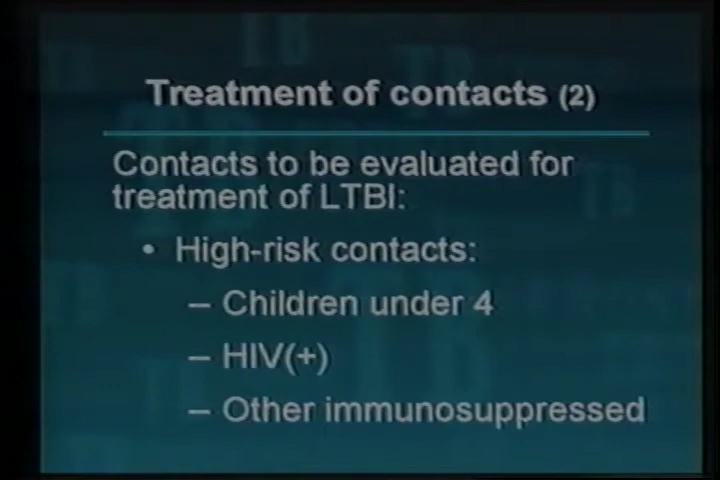 Treatment of contacts (2)
Contacts to be evaluated for
treatment of LTBI:
• High-risk contacts:
– Children under 4
– HIV(+)
– Other immunosuppressed